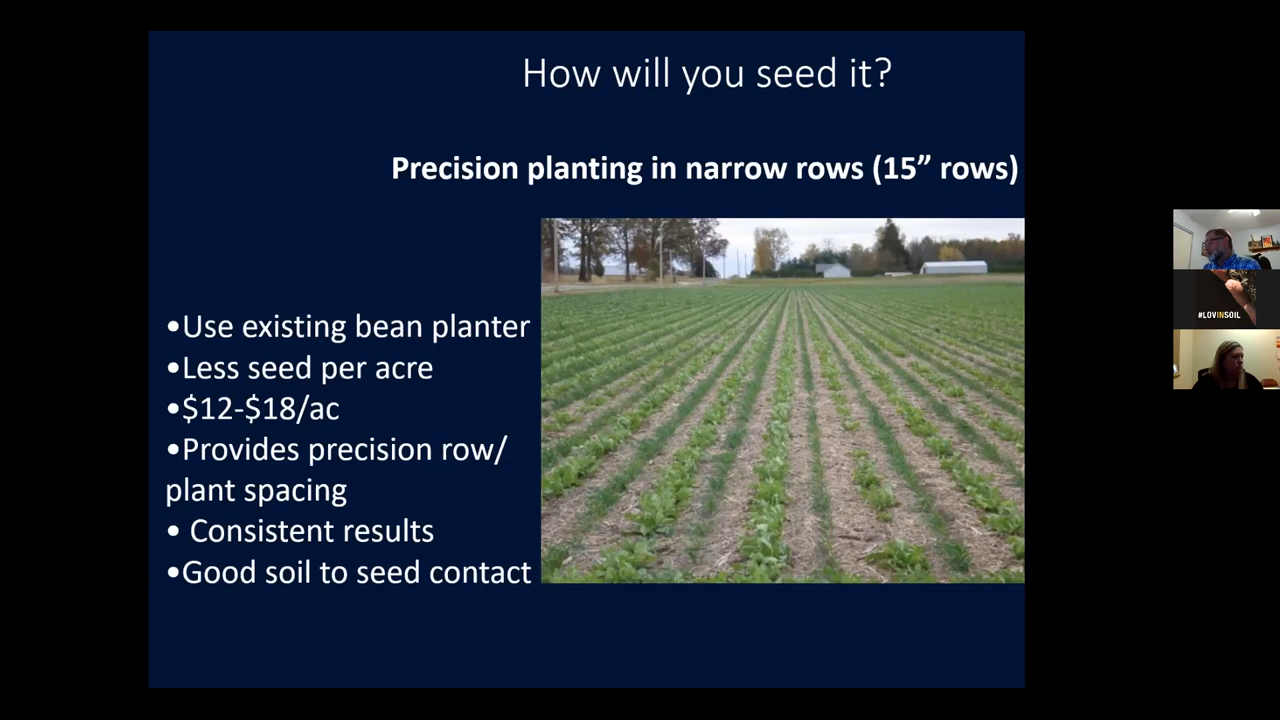 How will you seed it?
Precision planting in narrow rows (15” rows)
•Use existing bean planter
•Less seed per acre
•$12-$18/ac
•Provides precision row/
plant spacing
• Consistent results
•Good soil to seed contact
#LOVINSOIL